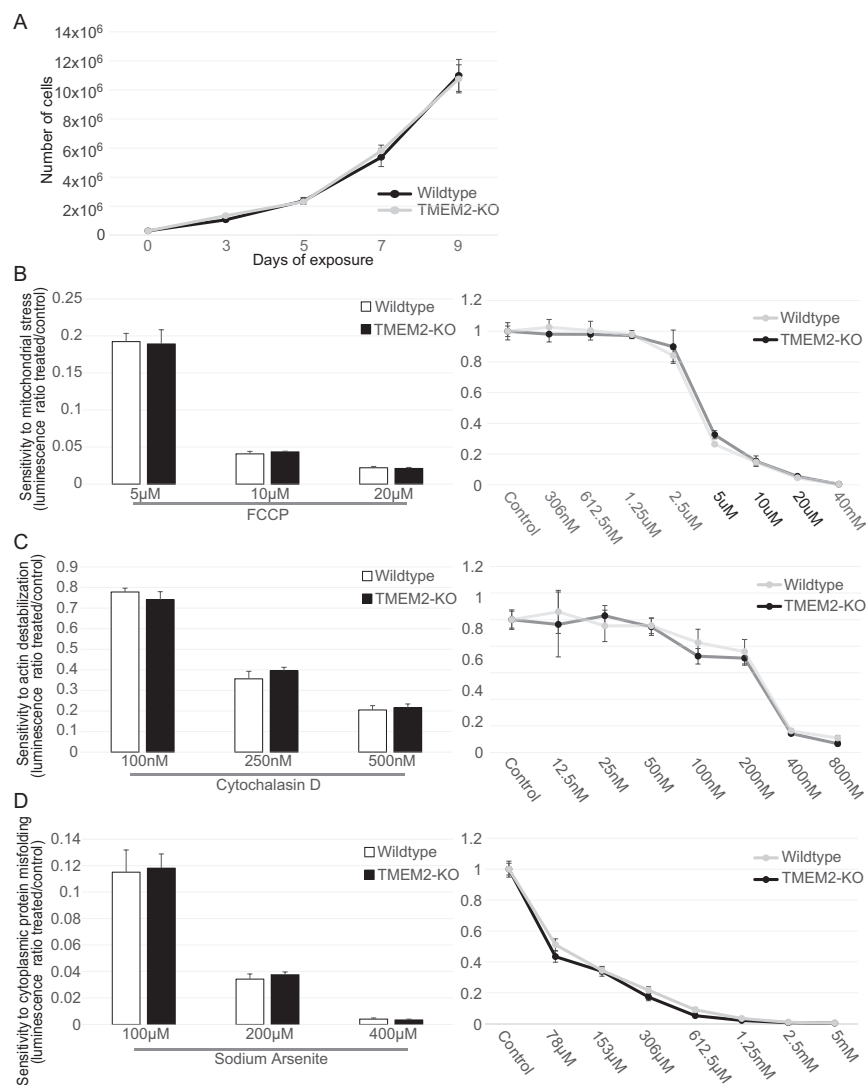 A
14x10⁶
12x10⁶
10x10⁶
8x10⁶
6x10⁶
4x10⁶
2x10⁶
0
Number of cells
Wildtype
TMEM2-KO
0 3 5 7 9
Days of exposure
B
Sensitivity to mitochondrial stress
(luminescence ratio treated/control)
0.25
0.2
0.15
0.1
0.05
0
Wildtype
TMEM2-KO
5µM 10µM 20µM
FCCP
1.2
1
0.8
0.6
0.4
0.2
0
Wildtype
TMEM2-KO
Control 306nM 612.5nM 1.25uM 2.5uM 5uM 10uM 20uM 40mM
C
Sensitivity to actin destabilization
(luminescence ratio treated/control)
0.9
0.8
0.7
0.6
0.5
0.4
0.3
0.2
0.1
0
Wildtype
TMEM2-KO
100nM 250nM 500nM
Cytochalasin D
1.2
1
0.8
0.6
0.4
0.2
0
Wildtype
TMEM2-KO
Control 12.5nM 25nM 50nM 100nM 200nM 400nM 800nM
D
Sensitivity to cytoplasmic protein misfolding
(luminescence ratio treated/control)
0.14
0.12
0.10
0.08
0.06
0.04
0.02
0
Wildtype
TMEM2-KO
100µM 200µM 400µM
Sodium Arsenite
1.2
1
0.8
0.6
0.4
0.2
0
Wildtype
TMEM2-KO
Control 78µM 153µM 306µM 612.5µM 1.25mM 2.5mM 5mM